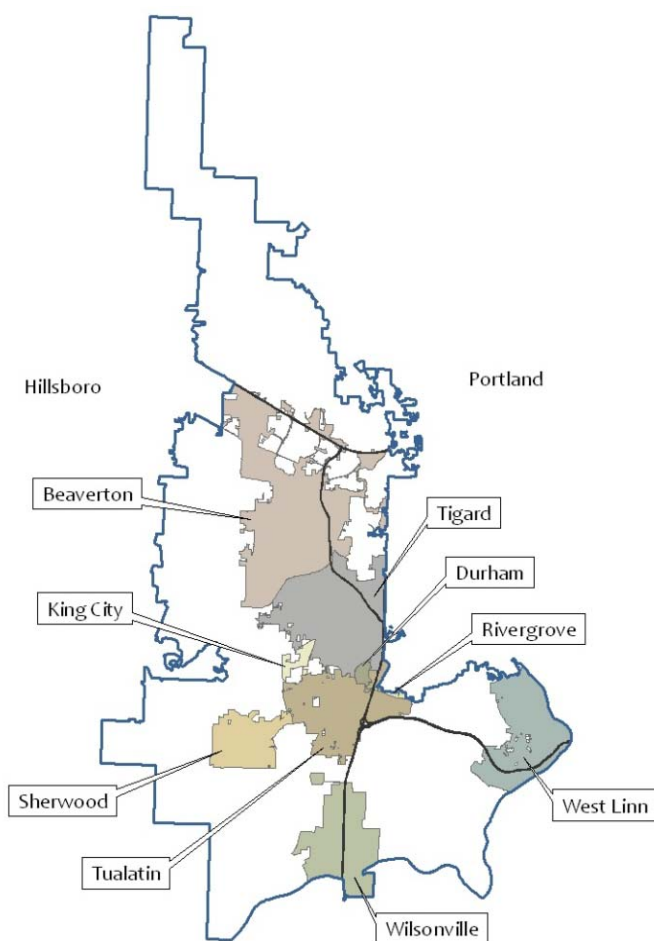 Hillsboro
Portland
Beaverton
Tigard
Durham
King City
Rivergrove
Sherwood
West Linn
Tualatin
Wilsonville